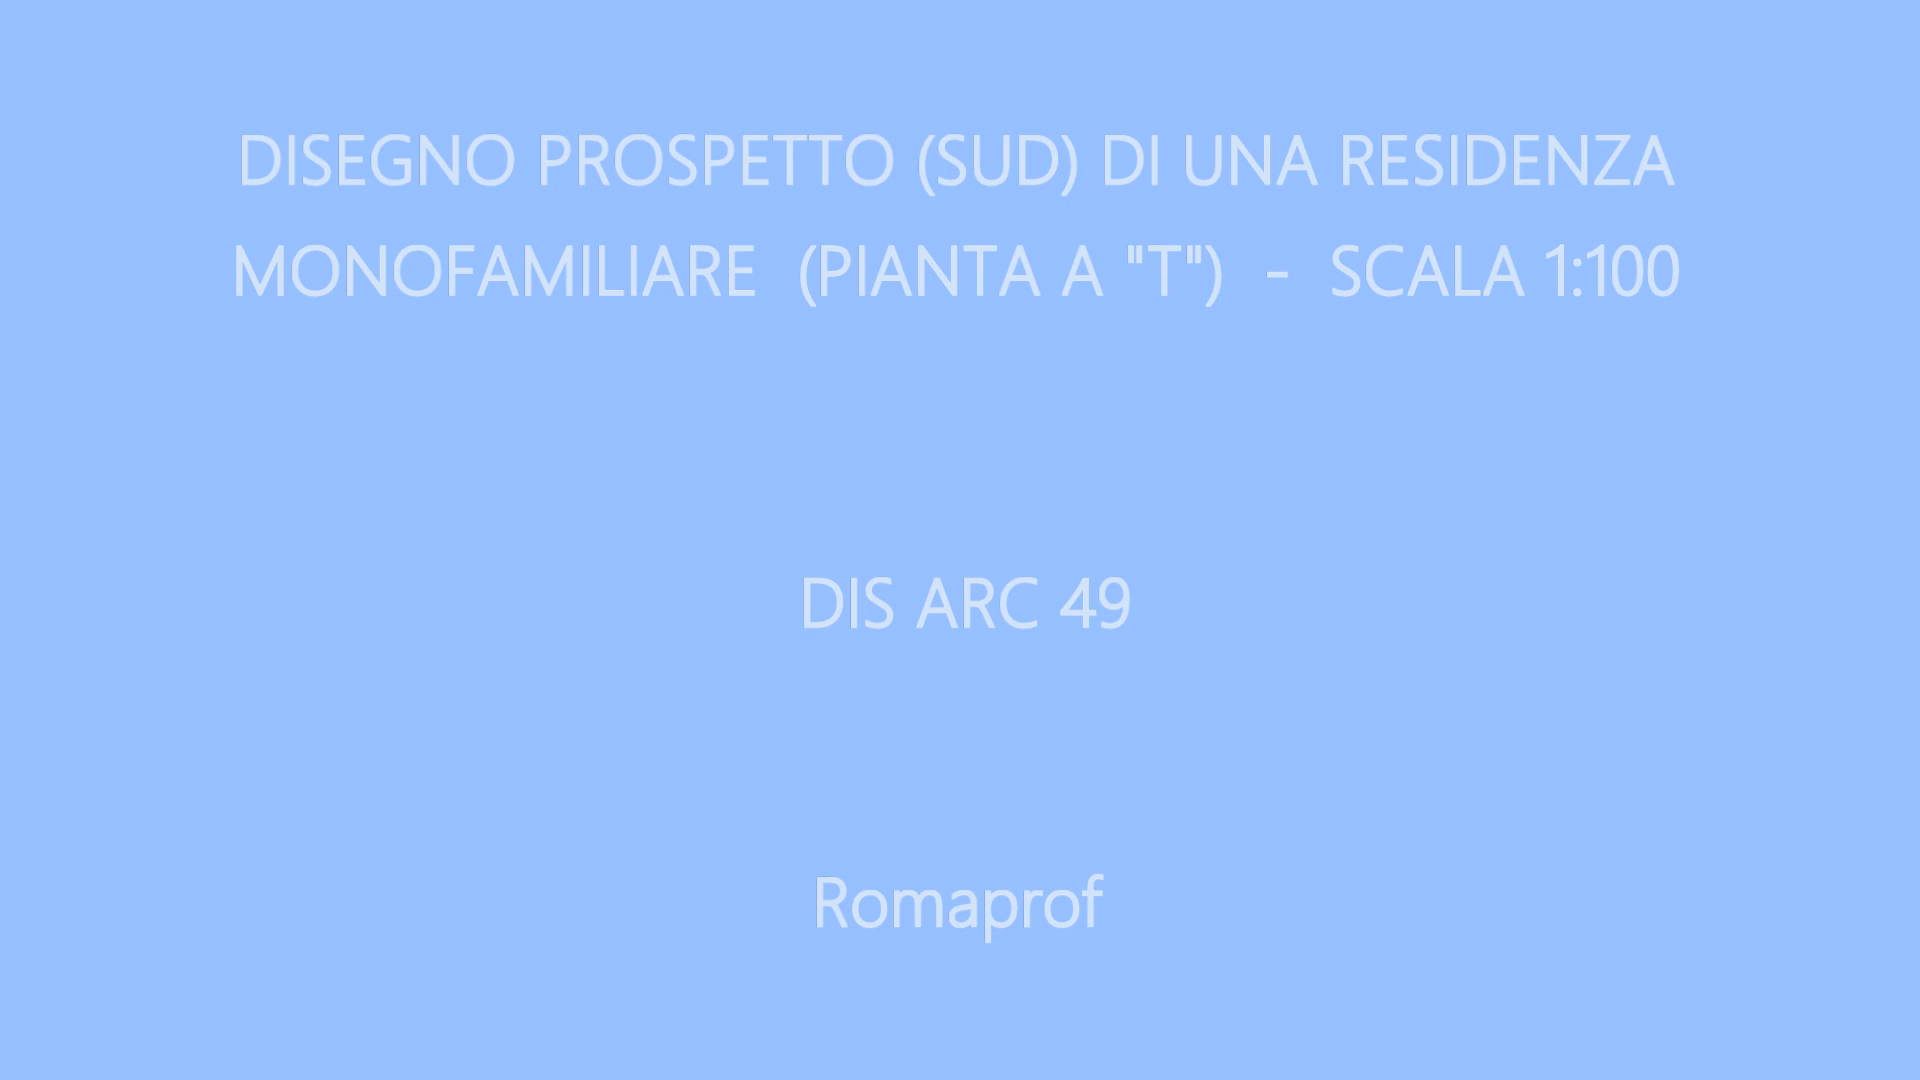 DISEGNO PROSPETTO (SUD) DI UNA RESIDENZA
MONOFAMILIARE (PIANTA A "T") - SCALA 1:100
DIS ARC 49
Romaprof